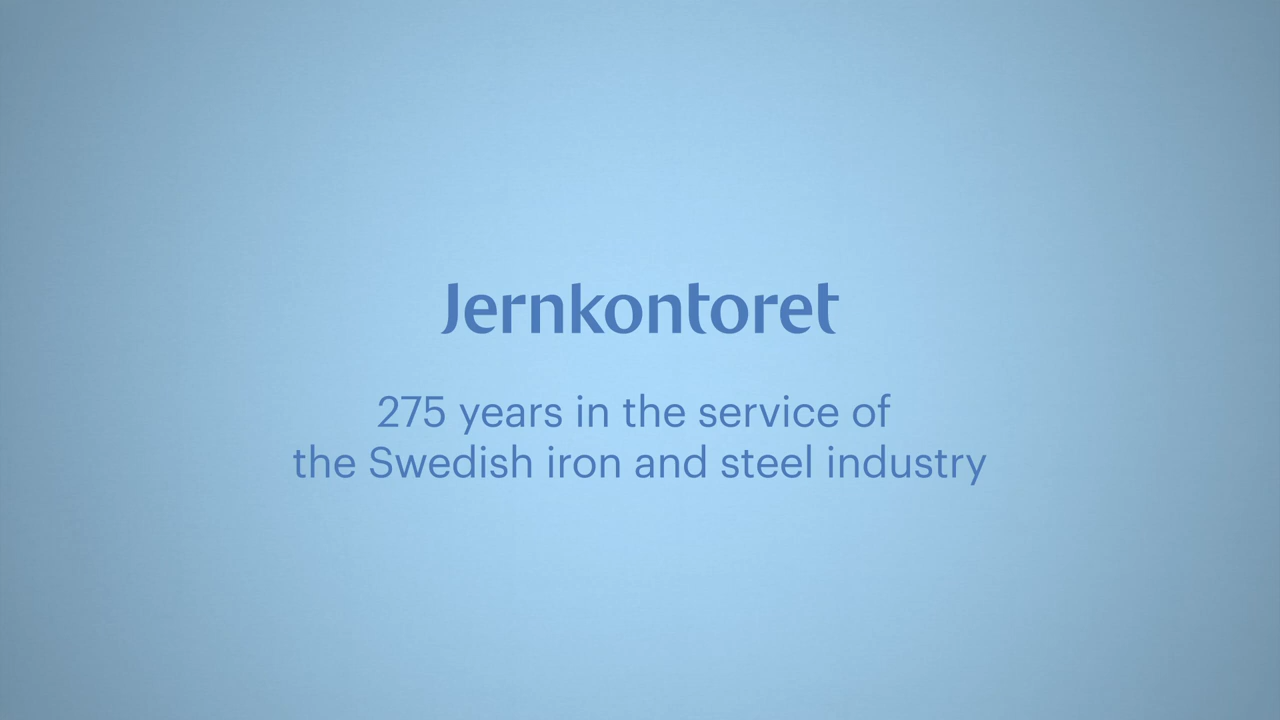 Jernkontoret
275 years in the service of
the Swedish iron and steel industry